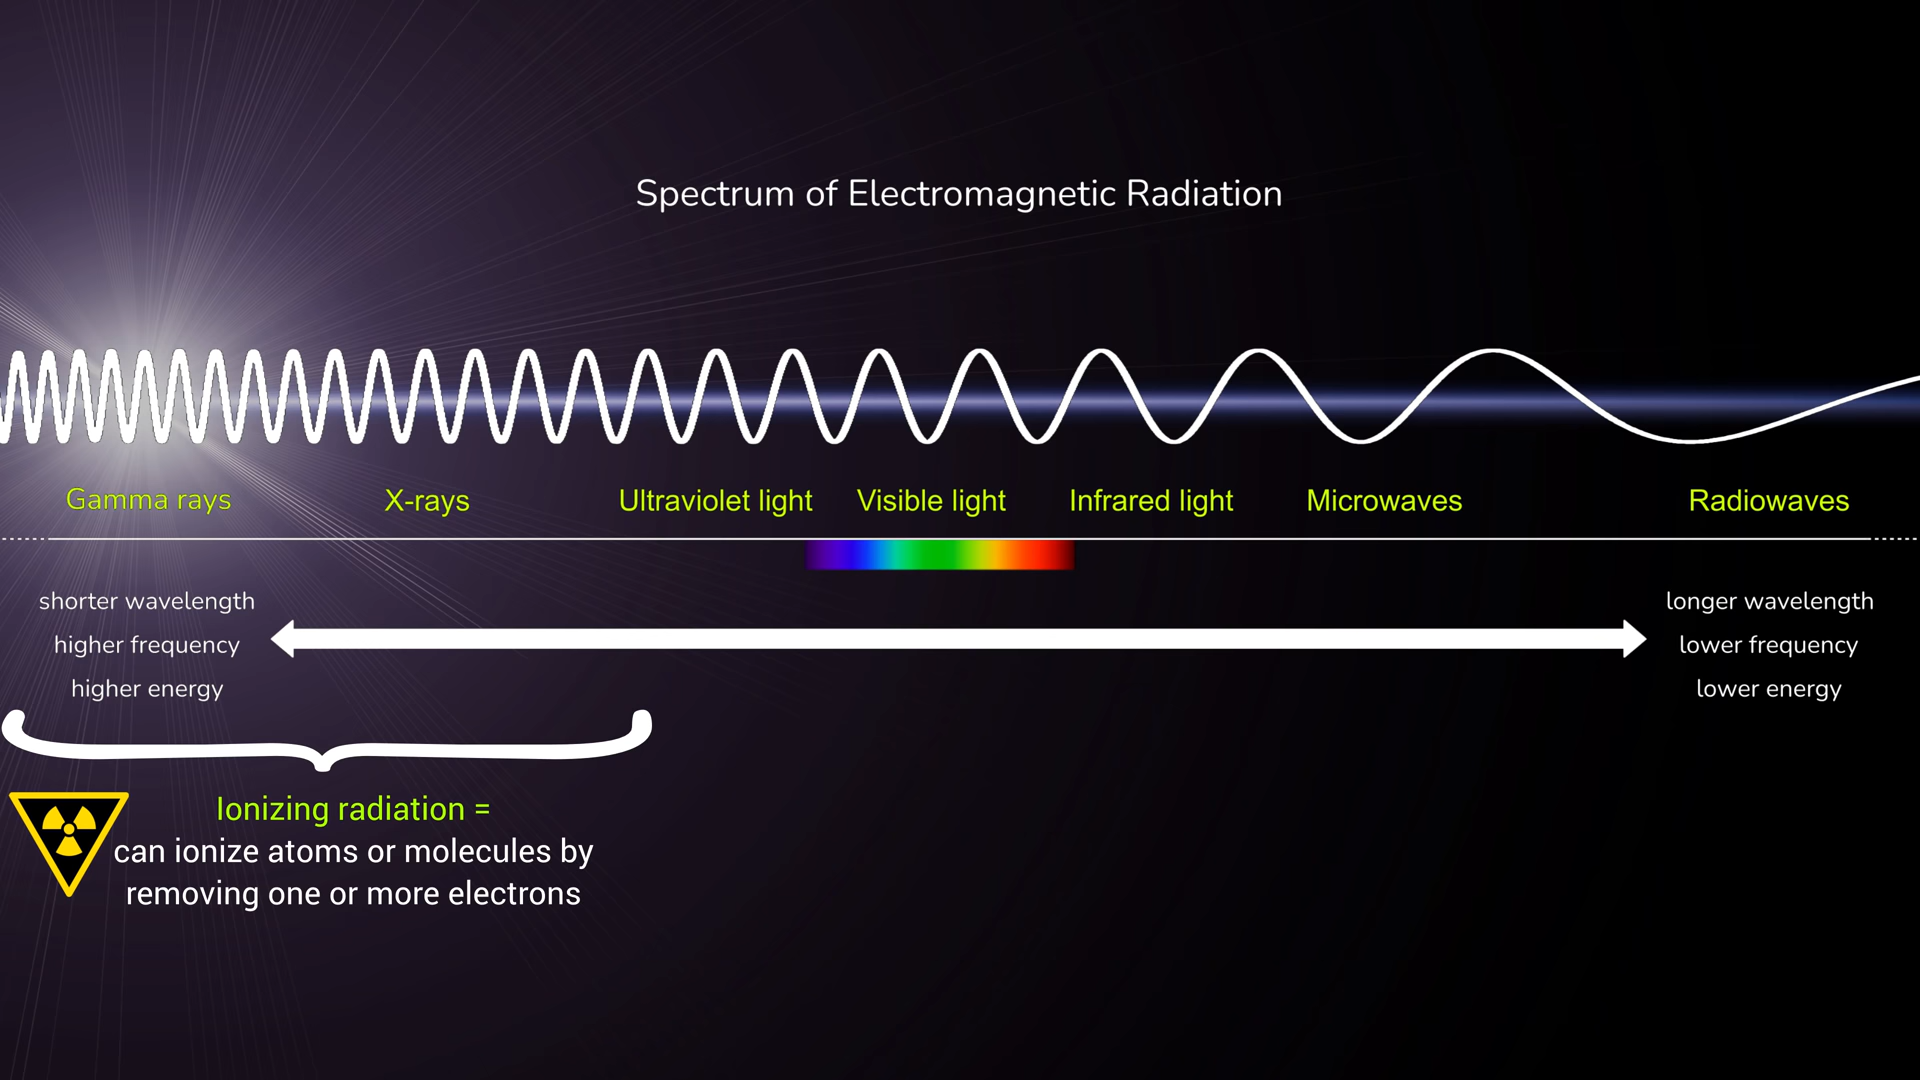 Spectrum of Electromagnetic Radiation
Gamma rays X-rays Ultraviolet light Visible light Infrared light Microwaves Radiowaves
shorter wavelength
higher frequency
higher energy
longer wavelength
lower frequency
lower energy
Ionizing radiation =
can ionize atoms or molecules by
removing one or more electrons